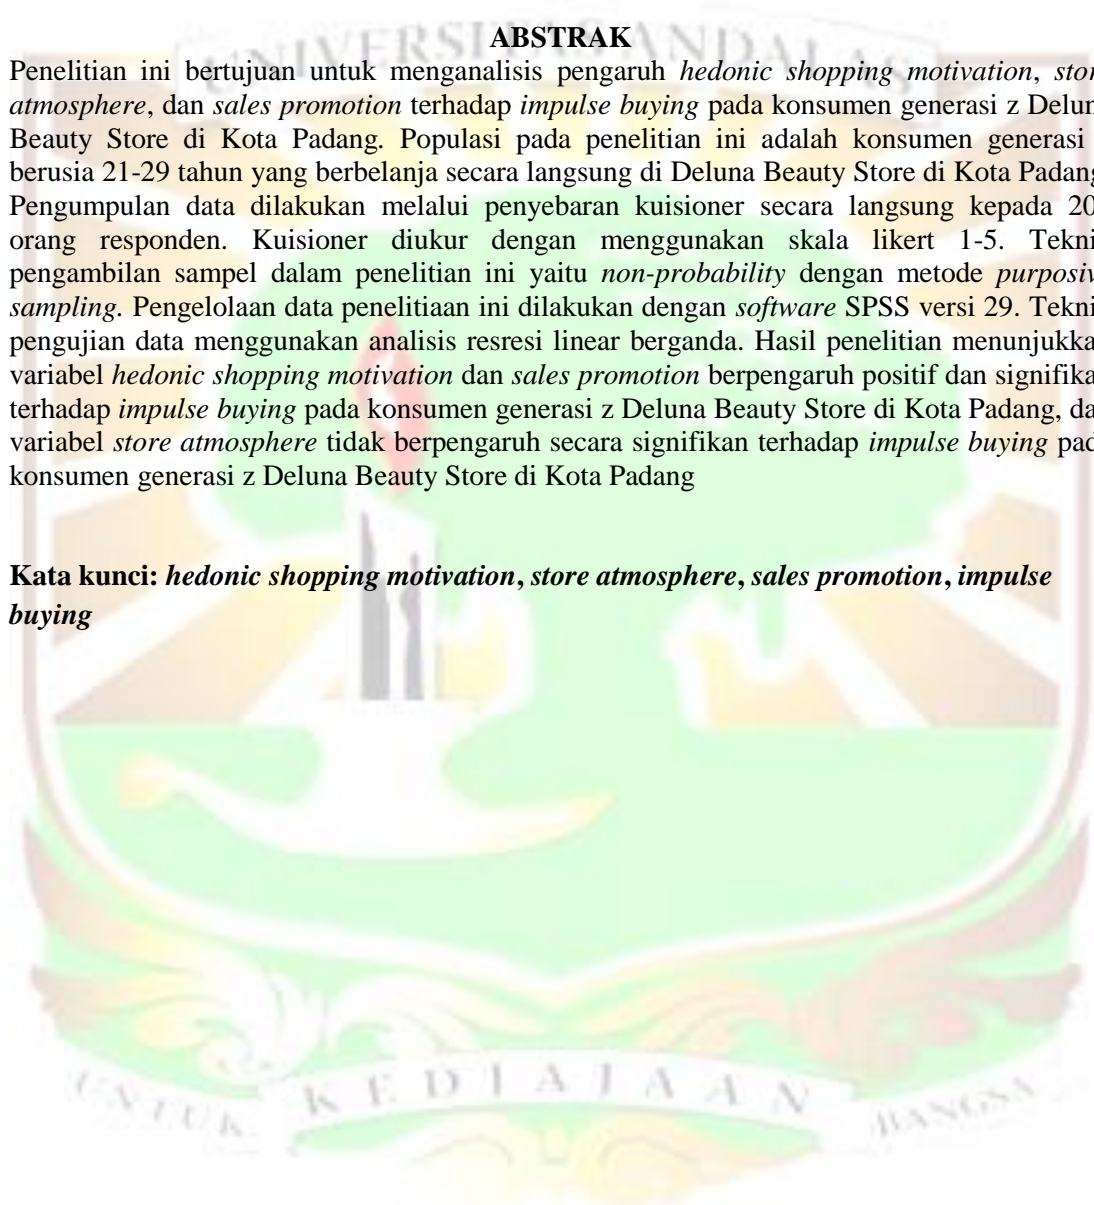 UNIVERSITAS ANDALAS
ABSTRAK
Penelitian ini bertujuan untuk menganalisis pengaruh hedonic shopping motivation, stor
atmosphere, dan sales promotion terhadap impulse buying pada konsumen generasi z Delun
Beauty Store di Kota Padang. Populasi pada penelitian ini adalah konsumen generasi
berusia 21-29 tahun yang berbelanja secara langsung di Deluna Beauty Store di Kota Padang
Pengumpulan data dilakukan melalui penyebaran kuisioner secara langsung kepada 20
orang responden. Kuisioner diukur dengan menggunakan skala likert 1-5. Tekni
pengambilan sampel dalam penelitian ini yaitu non-probability dengan metode purposiv
sampling. Pengelolaan data penelitiaan ini dilakukan dengan software SPSS versi 29. Tekni
pengujian data menggunakan analisis resresi linear berganda. Hasil penelitian menunjukka
variabel hedonic shopping motivation dan sales promotion berpengaruh positif dan signifika
terhadap impulse buying pada konsumen generasi z Deluna Beauty Store di Kota Padang, da
variabel store atmosphere tidak berpengaruh secara signifikan terhadap impulse buying pad
konsumen generasi z Deluna Beauty Store di Kota Padang
Kata kunci: hedonic shopping motivation, store atmosphere, sales promotion, impulse
buying
UNTUK KEDJAJAAN BANGSA